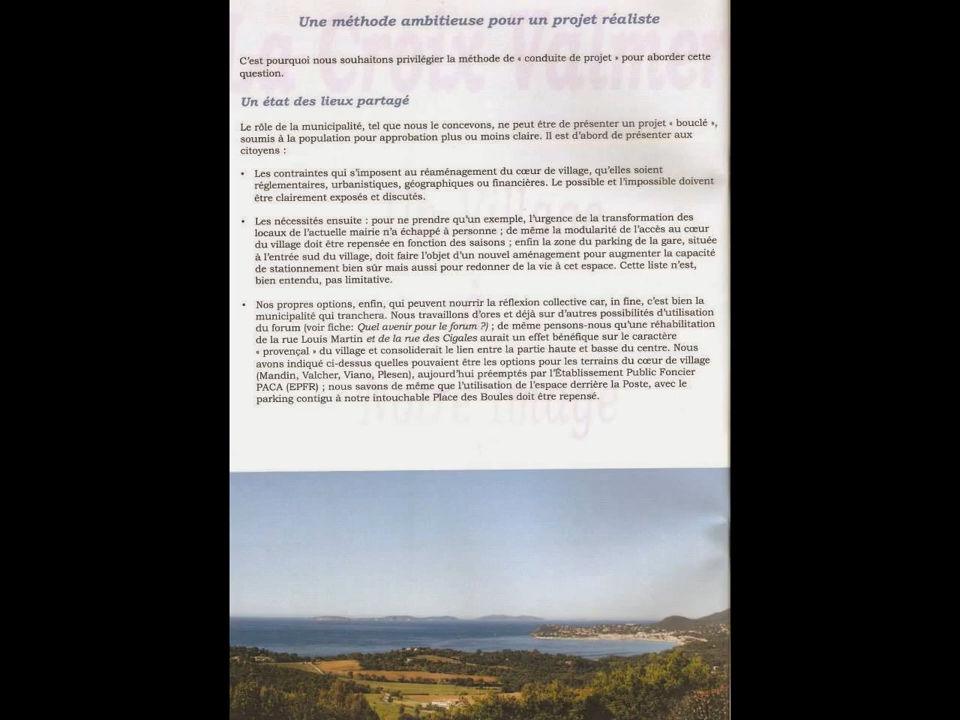 Une méthode ambitieuse pour un projet réaliste
C'est pourquoi nous souhaitons privilégier la méthode de « conduite de projet » pour aborder cette
question.
Un état des lieux partagé
Le rôle de la municipalité, tel que nous le concevons, ne peut être de présenter un projet « bouclé »,
soumis à la population pour approbation plus ou moins claire. Il est d'abord de présenter aux
citoyens :
• Les contraintes qui s'imposent au réaménagement du cœur de village, qu'elles soient
réglementaires, urbanistiques, géographiques ou financières. Le possible et l'impossible doivent
être clairement exposés et discutés.
• Les nécessités ensuite : pour ne prendre qu'un exemple, l'urgence de la transformation des
locaux de l'actuelle mairie n'a échappé à personne ; de même la modularité de l'accès au cœur
du village doit être repensée en fonction des saisons ; enfin la zone du parking de la gare, située
à l'entrée sud du village, doit faire l'objet d'un nouvel aménagement pour augmenter la capacité
de stationnement bien sûr mais aussi pour redonner de la vie à cet espace. Cette liste n'est,
bien entendu, pas limitative.
• Nos propres options, enfin, qui peuvent nourrir la réflexion collective car, in fine, c'est bien la
municipalité qui tranchera. Nous travaillons d'ores et déjà sur d'autres possibilités d'utilisation
du forum (voir fiche: Quel avenir pour le forum ?) ; de même pensons-nous qu'une réhabilitation
de la rue Louis Martin et de la rue des Cigales aurait un effet bénéfique sur le caractère
« provençal » du village et consoliderait le lien entre la partie haute et basse du centre. Nous
avons indiqué ci-dessus quelles pouvaient être les options pour les terrains du cœur de village
(Mandin, Valcher, Viano, Plesen), aujourd'hui préemptés par l'Établissement Public Foncier
PACA (EPFR) ; nous savons de même que l'utilisation de l'espace derrière la Poste, avec le
parking contigu à notre intouchable Place des Boules doit être repensé.